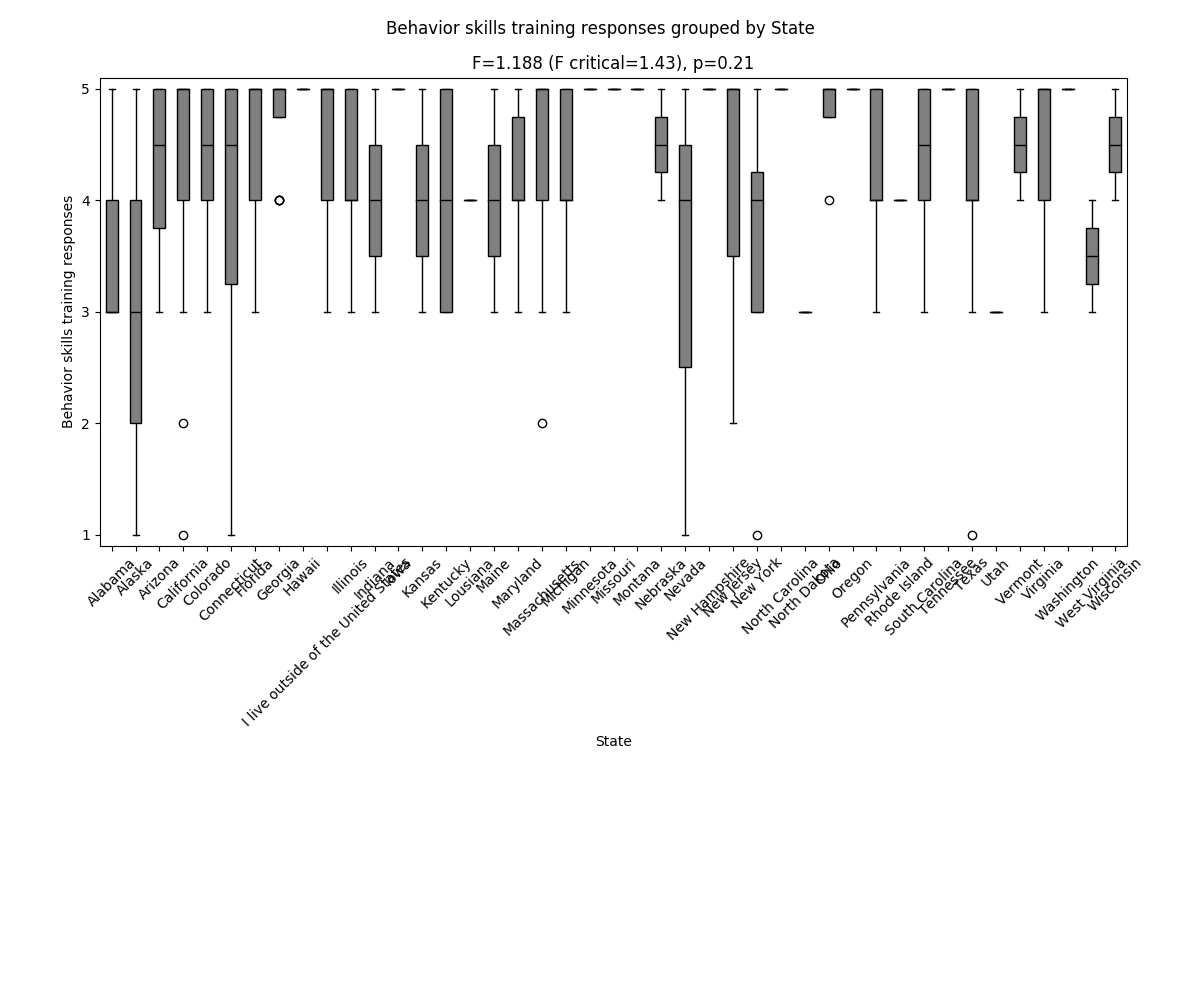 Behavior skills training responses grouped by State
F=1.188 (F critical=1.43), p=0.21
Behavior skills training responses
5
4
3
2
1
Alabama
Alaska
Arizona
California
Colorado
Connecticut
Florida
Georgia
Hawaii
I live outside of the United States
Illinois
Indiana
Iowa
Kansas
Kentucky
Lousiana
Maine
Maryland
Massachusetts
Michigan
Minnesota
Missouri
Montana
Nebraska
Nevada
New Hampshire
New Jersey
New York
North Carolina
North Dakota
Ohio
Oregon
Pennsylvania
Rhode Island
South Carolina
Tennessee
Texas
Utah
Vermont
Virginia
Washington
West Virginia
Wisconsin
State